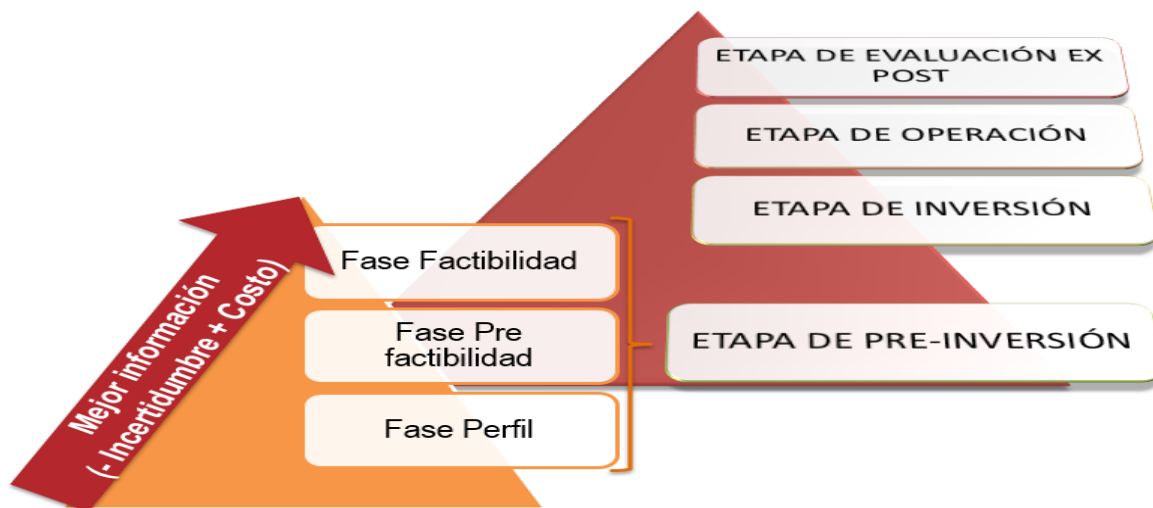 ETAPA DE EVALUACIÓN EX
POST
ETAPA DE OPERACIÓN
ETAPA DE INVERSIÓN
ETAPA DE PRE-INVERSIÓN
Fase Factibilidad
Fase Pre
factibilidad
Fase Perfil
Mejor información
(- Incertidumbre + Costo)